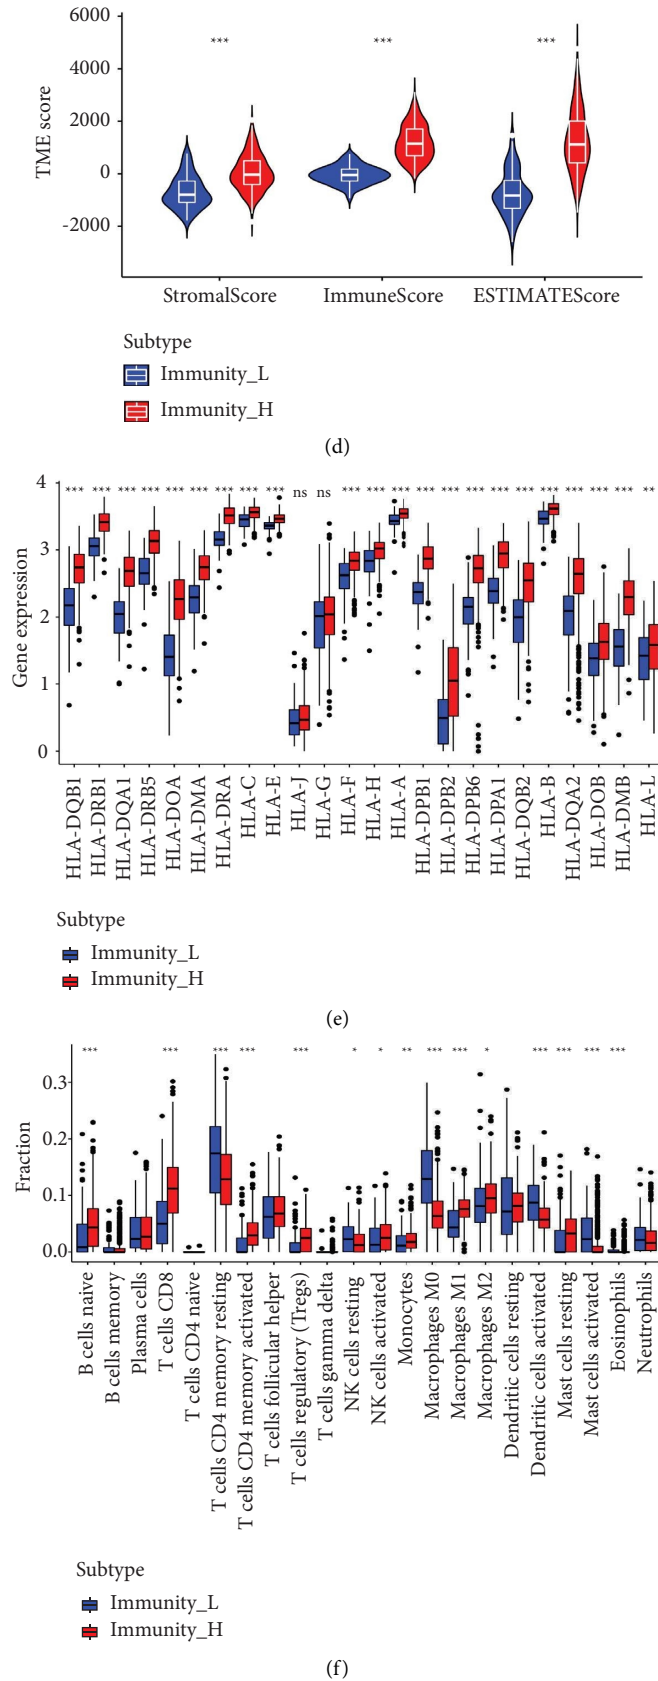 6000
4000
2000
0
-2000
TME score
*** *** ***
StromalScore ImmuneScore ESTIMATEScore
Subtype
Immunity_L
Immunity_H
(d)
4
3
2
1
0
Gene expression
*** *** *** *** *** *** *** *** *** ns ns *** *** *** *** *** *** *** *** *** *** *** *** **
HLA-DQB1
HLA-DRB1
HLA-DQA1
HLA-DRB5
HLA-DOA
HLA-DMA
HLA-DRA
HLA-C
HLA-E
HLA-J
HLA-G
HLA-F
HLA-H
HLA-A
HLA-DPB1
HLA-DPB2
HLA-DPB6
HLA-DPA1
HLA-DQB2
HLA-B
HLA-DQA2
HLA-DOB
HLA-DMB
HLA-L
Subtype
Immunity_L
Immunity_H
(e)
0.3
0.2
0.1
0.0
Fraction
*** *** *** *** *** * * ** *** *** * *** *** *** ***
B cells naive
B cells memory
Plasma cells
T cells CD8
T cells CD4 naive
T cells CD4 memory resting
T cells CD4 memory activated
T cells follicular helper
T cells regulatory (Tregs)
T cells gamma delta
NK cells resting
NK cells activated
Monocytes
Macrophages M0
Macrophages M1
Macrophages M2
Dendritic cells resting
Dendritic cells activated
Mast cells resting
Mast cells activated
Eosinophils
Neutrophils
Subtype
Immunity_L
Immunity_H
(f)